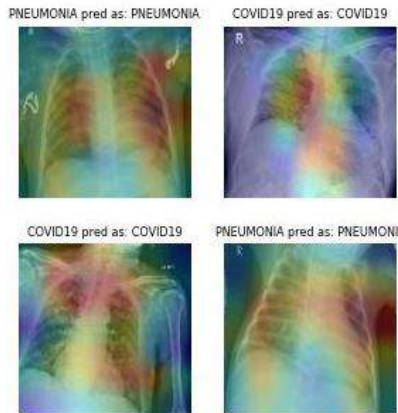 PNEUMONIA pred as: PNEUMONIA
COVID19 pred as: COVID19
R
COVID19 pred as: COVID19
PNEUMONIA pred as: PNEUMONI
R